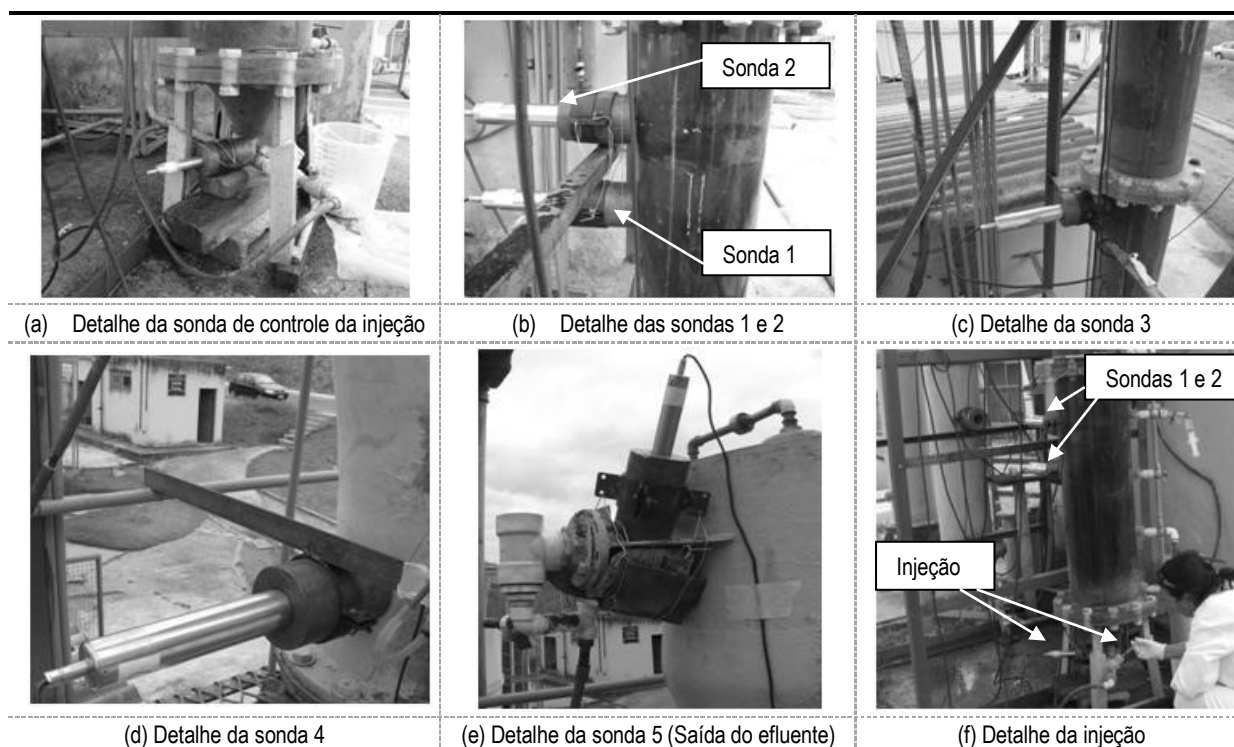 Sonda 2
Sonda 1
(a) Detalhe da sonda de controle da injeção
(b) Detalhe das sondas 1 e 2
(c) Detalhe da sonda 3
Sondas 1 e 2
Injeção
(d) Detalhe da sonda 4
(e) Detalhe da sonda 5 (Saída do efluente)
(f) Detalhe da injeção